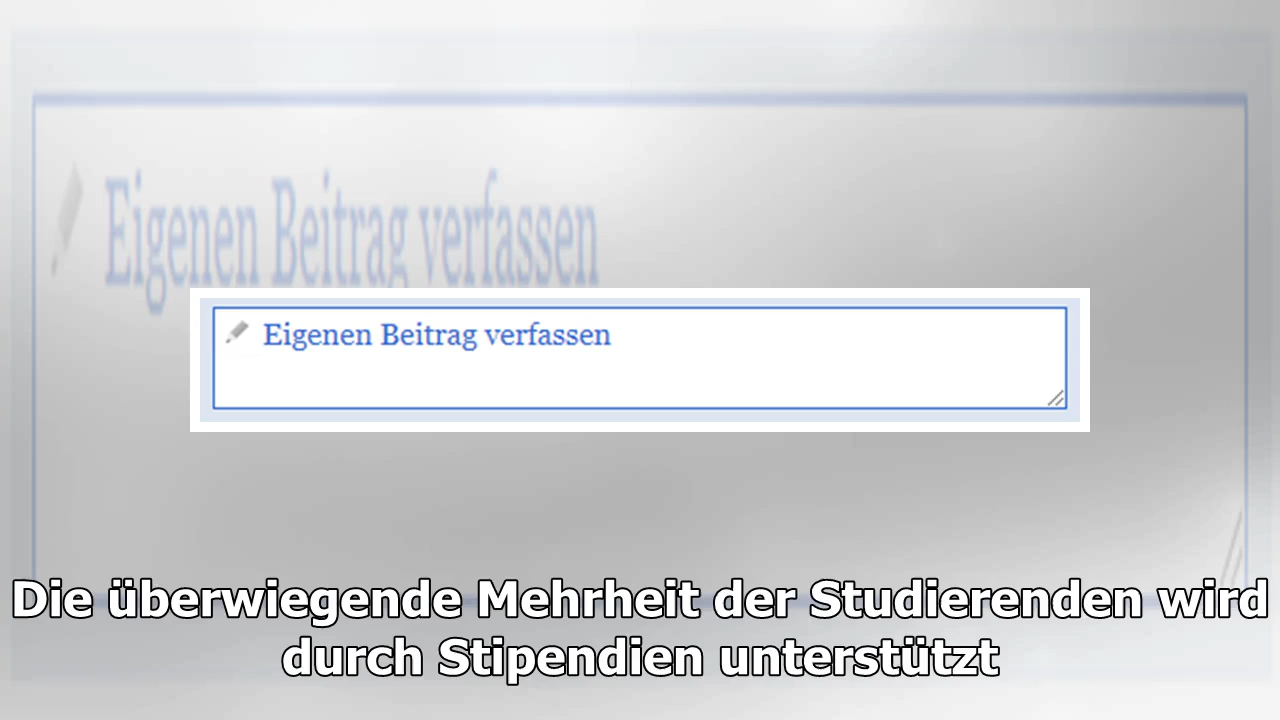 Eigenen Beitrag verfassen
Eigenen Beitrag verfassen
Die überwiegende Mehrheit der Studierenden wird
durch Stipendien unterstützt